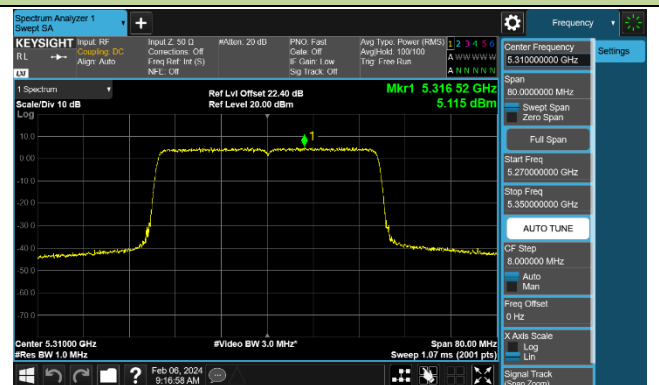 Spectrum Analyzer 1
Swept SA
Frequency
KEYSIGHT
RL
LXI
Input: RF
Coupling: DC
Align: Auto
Input Z: 50 Ω
Corrections: Off
Freq Ref: Int (S)
NFE: Off
#Atten: 20 dB
PNO: Fast
Gate: Off
IF Gain: Low
Sig Track: Off
Avg Type: Power (RMS)
Avg|Hold: 100/100
Trig: Free Run
1 2 3 4 5 6
A W W W W W
A N N N N N
1 Spectrum
Scale/Div 10 dB
Log
Ref Lvl Offset 22.40 dB
Ref Level 20.00 dBm
Mkr1 5.316 52 GHz
5.115 dBm
1
10.0
0.00
-10.0
-20.0
-30.0
-40.0
-50.0
-60.0
-70.0
Center 5.31000 GHz
#Res BW 1.0 MHz
#Video BW 3.0 MHz*
Span 80.00 MHz
Sweep 1.07 ms (2001 pts)
Feb 06, 2024
9:16:58 AM
Center Frequency
5.310000000 GHz
Settings
Span
80.0000000 MHz
Swept Span
Zero Span
Full Span
Start Freq
5.270000000 GHz
Stop Freq
5.350000000 GHz
AUTO TUNE
CF Step
8.000000 MHz
Auto
Man
Freq Offset
0 Hz
X Axis Scale
Log
Lin
Signal Track
(Span Zoom)